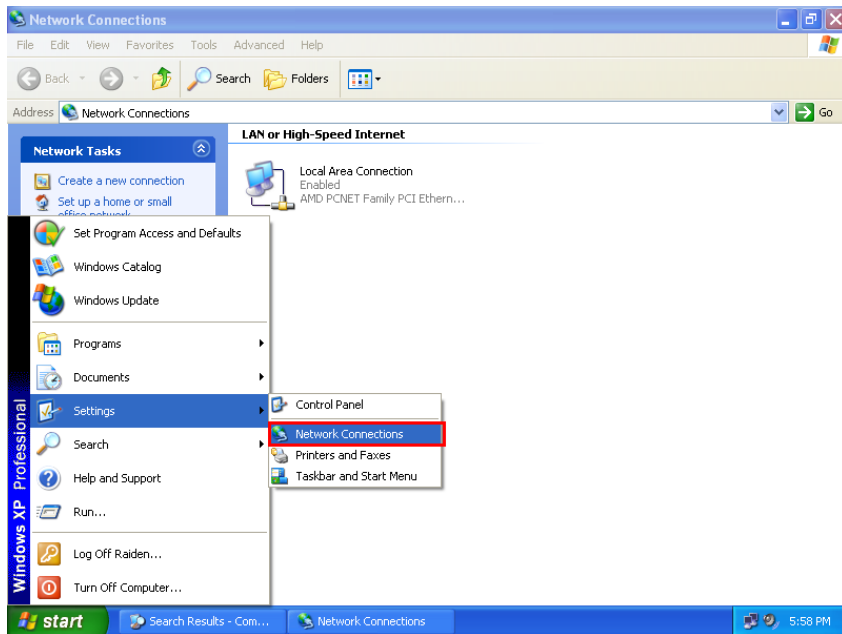 Network Connections
File Edit View Favorites Tools Advanced Help
Back Search Folders
Address Network Connections Go
LAN or High-Speed Internet
Network Tasks
Create a new connection
Set up a home or small
office network
Local Area Connection
Enabled
AMD PCNET Family PCI Ethern...
Set Program Access and Defaults
Windows Catalog
Windows Update
Programs
Documents
Settings
Search
Help and Support
Run...
Log Off Raiden...
Turn Off Computer...
Windows XP Professional
Control Panel
Network Connections
Printers and Faxes
Taskbar and Start Menu
start Search Results - Com... Network Connections 5:58 PM